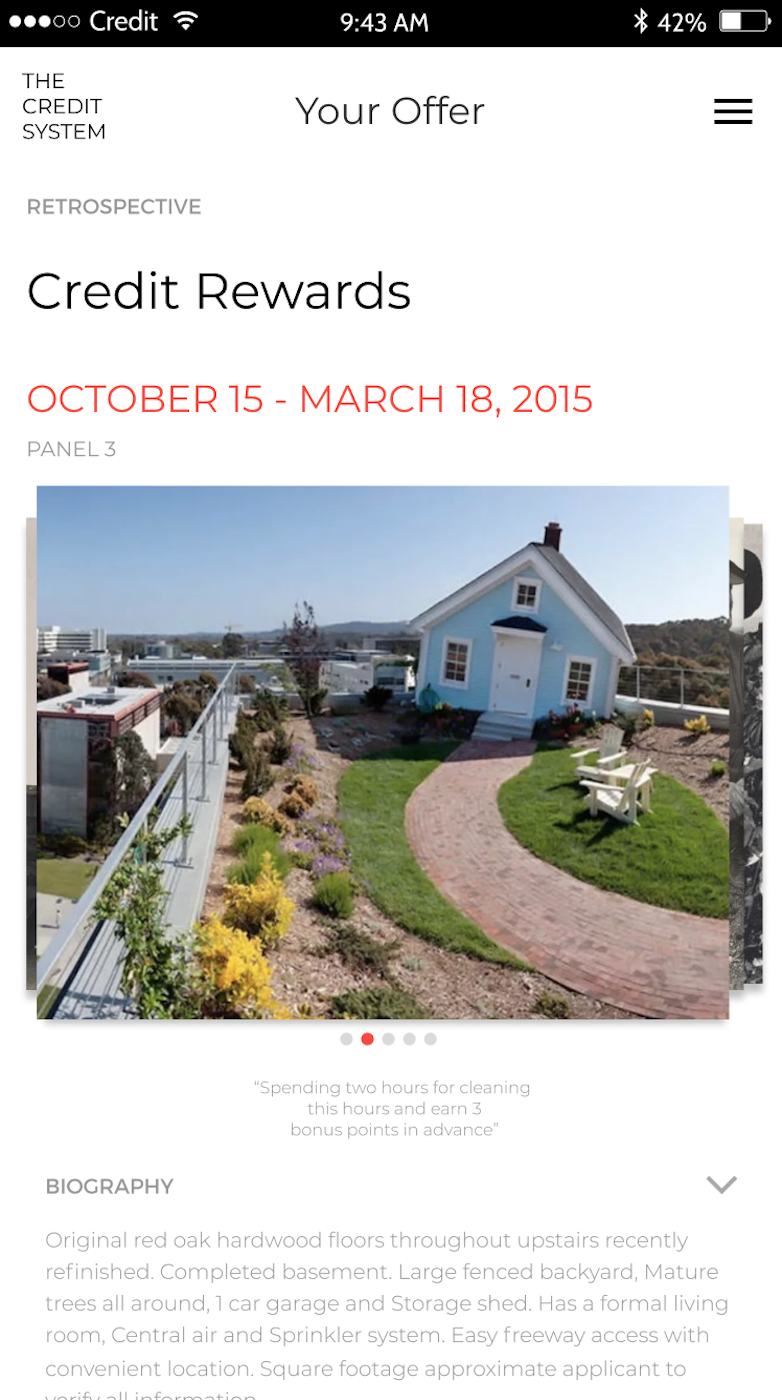 Credit 9:43 AM 42%
THE
CREDIT
SYSTEM
Your Offer
RETROSPECTIVE
Credit Rewards
OCTOBER 15 - MARCH 18, 2015
PANEL 3
“Spending two hours for cleaning
this hours and earn 3
bonus points in advance”
BIOGRAPHY
Original red oak hardwood floors throughout upstairs recently
refinished. Completed basement. Large fenced backyard, Mature
trees all around, 1 car garage and Storage shed. Has a formal living
room, Central air and Sprinkler system. Easy freeway access with
convenient location. Square footage approximate applicant to
verify all information.